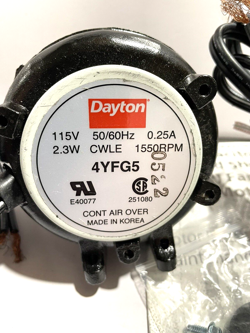 Dayton
115V 50/60Hz 0.25A
2.3W CWLE 1550RPM
4YFG5
0522
E40077 251080
CONT AIR OVER
MADE IN KOREA